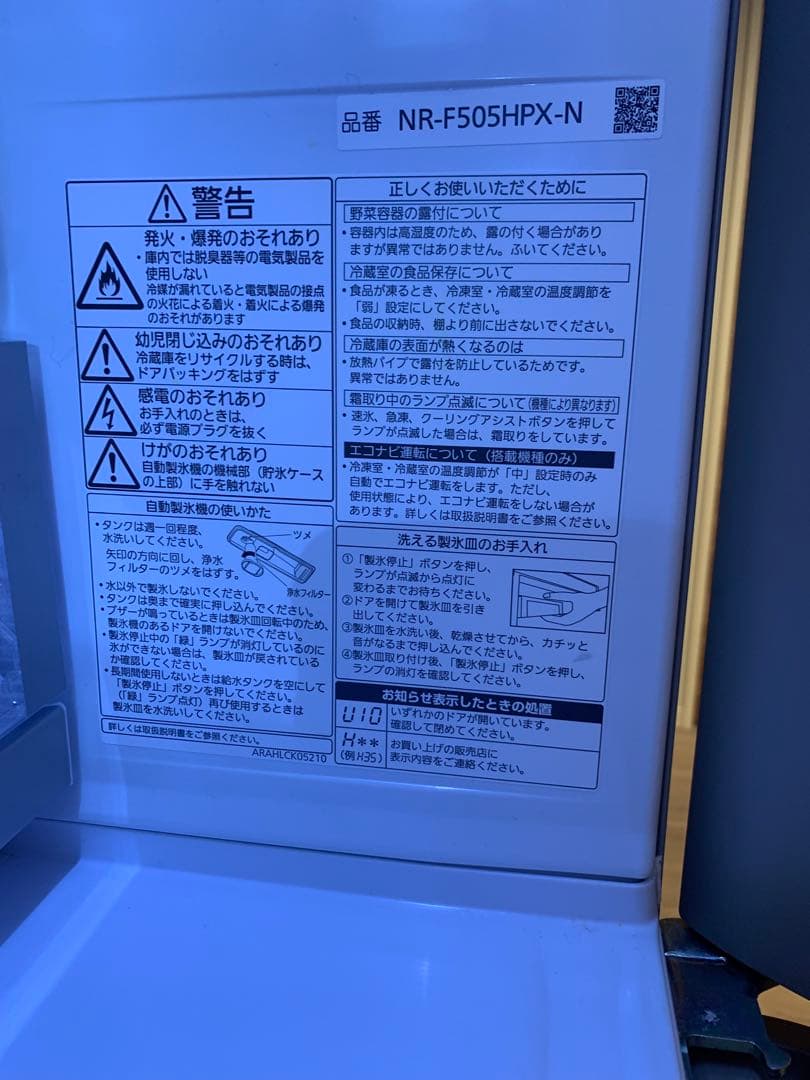 品番 NR-F505HPX-N
警告
発火・爆発のおそれあり
・庫内では脱臭器等の電気製品を
使用しない
冷媒が漏れていると電気製品の接点
の火花による着火・着火による爆発
のおそれがあります
幼児閉じ込みのおそれあり
冷蔵庫をリサイクルする時は、
ドアパッキングをはずす
感電のおそれあり
お手入れのときは、
必ず電源プラグを抜く
けがのおそれあり
自動製氷機の機械部（貯氷ケース
の上部）に手を触れない
自動製氷機の使いかた
・タンクは週一回程度、
水洗いしてください。
矢印の方向に回し、浄水
フィルターのツメをはずす。
ツメ
浄水フィルター
・水以外で製氷しないでください。
・タンクは奥まで確実に押し込んでください。
・ブザーが鳴っているときは製氷皿回転中のため、
製氷機のあるドアを開けないでください。
・製氷停止中の「緑」ランプが消灯しているのに
氷ができない場合は、製氷皿が戻されている
か確認してください。
・長期間使用しないときは給水タンクを空にして
「製氷停止」ボタンを押してください。
（「緑」ランプ点灯）再び使用するときは
製氷皿を水洗いしてください。
詳しくは取扱説明書をご参照ください。
ARAHLCK05210
正しくお使いいただくために
野菜容器の露付について
・容器内は高湿度のため、露の付く場合があり
ますが異常ではありません。ふいてください。
冷蔵室の食品保存について
・食品が凍るとき、冷凍室・冷蔵室の温度調節を
「弱」設定にしてください。
・食品の収納時、棚より前に出さないでください。
冷蔵庫の表面が熱くなるのは
・放熱パイプで露付を防止しているためです。
異常ではありません。
霜取り中のランプ点滅について（機種により異なります）
・速氷、急凍、クーリングアシストボタンを押して
ランプが点滅した場合は、霜取りをしています。
エコナビ運転について（搭載機種のみ）
・冷凍室・冷蔵室の温度調節が「中」設定時のみ
自動でエコナビ運転をします。ただし、
使用状態により、エコナビ運転をしない場合が
あります。詳しくは取扱説明書をご参照ください。
洗える製氷皿のお手入れ
①「製氷停止」ボタンを押し、
ランプが点滅から点灯に
変わるまでお待ちください。
②ドアを開けて製氷皿を引き
出してください。
③製氷皿を水洗い後、乾燥させてから、カチッと
音がなるまで押し込んでください。
④製氷皿取り付け後、「製氷停止」ボタンを押し、
ランプの消灯を確認してください。
お知らせ表示したときの処置
U10 いずれかのドアが開いています。
確認して閉めてください。
H** お買い上げの販売店に
（例 H35） 表示内容をご連絡ください。